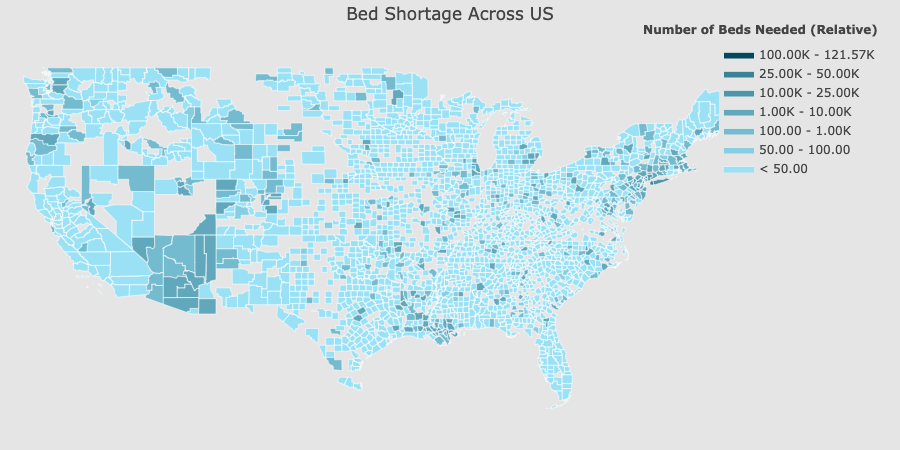 Bed Shortage Across US
Number of Beds Needed (Relative)
100.00K - 121.57K
25.00K - 50.00K
10.00K - 25.00K
1.00K - 10.00K
100.00 - 1.00K
50.00 - 100.00
< 50.00